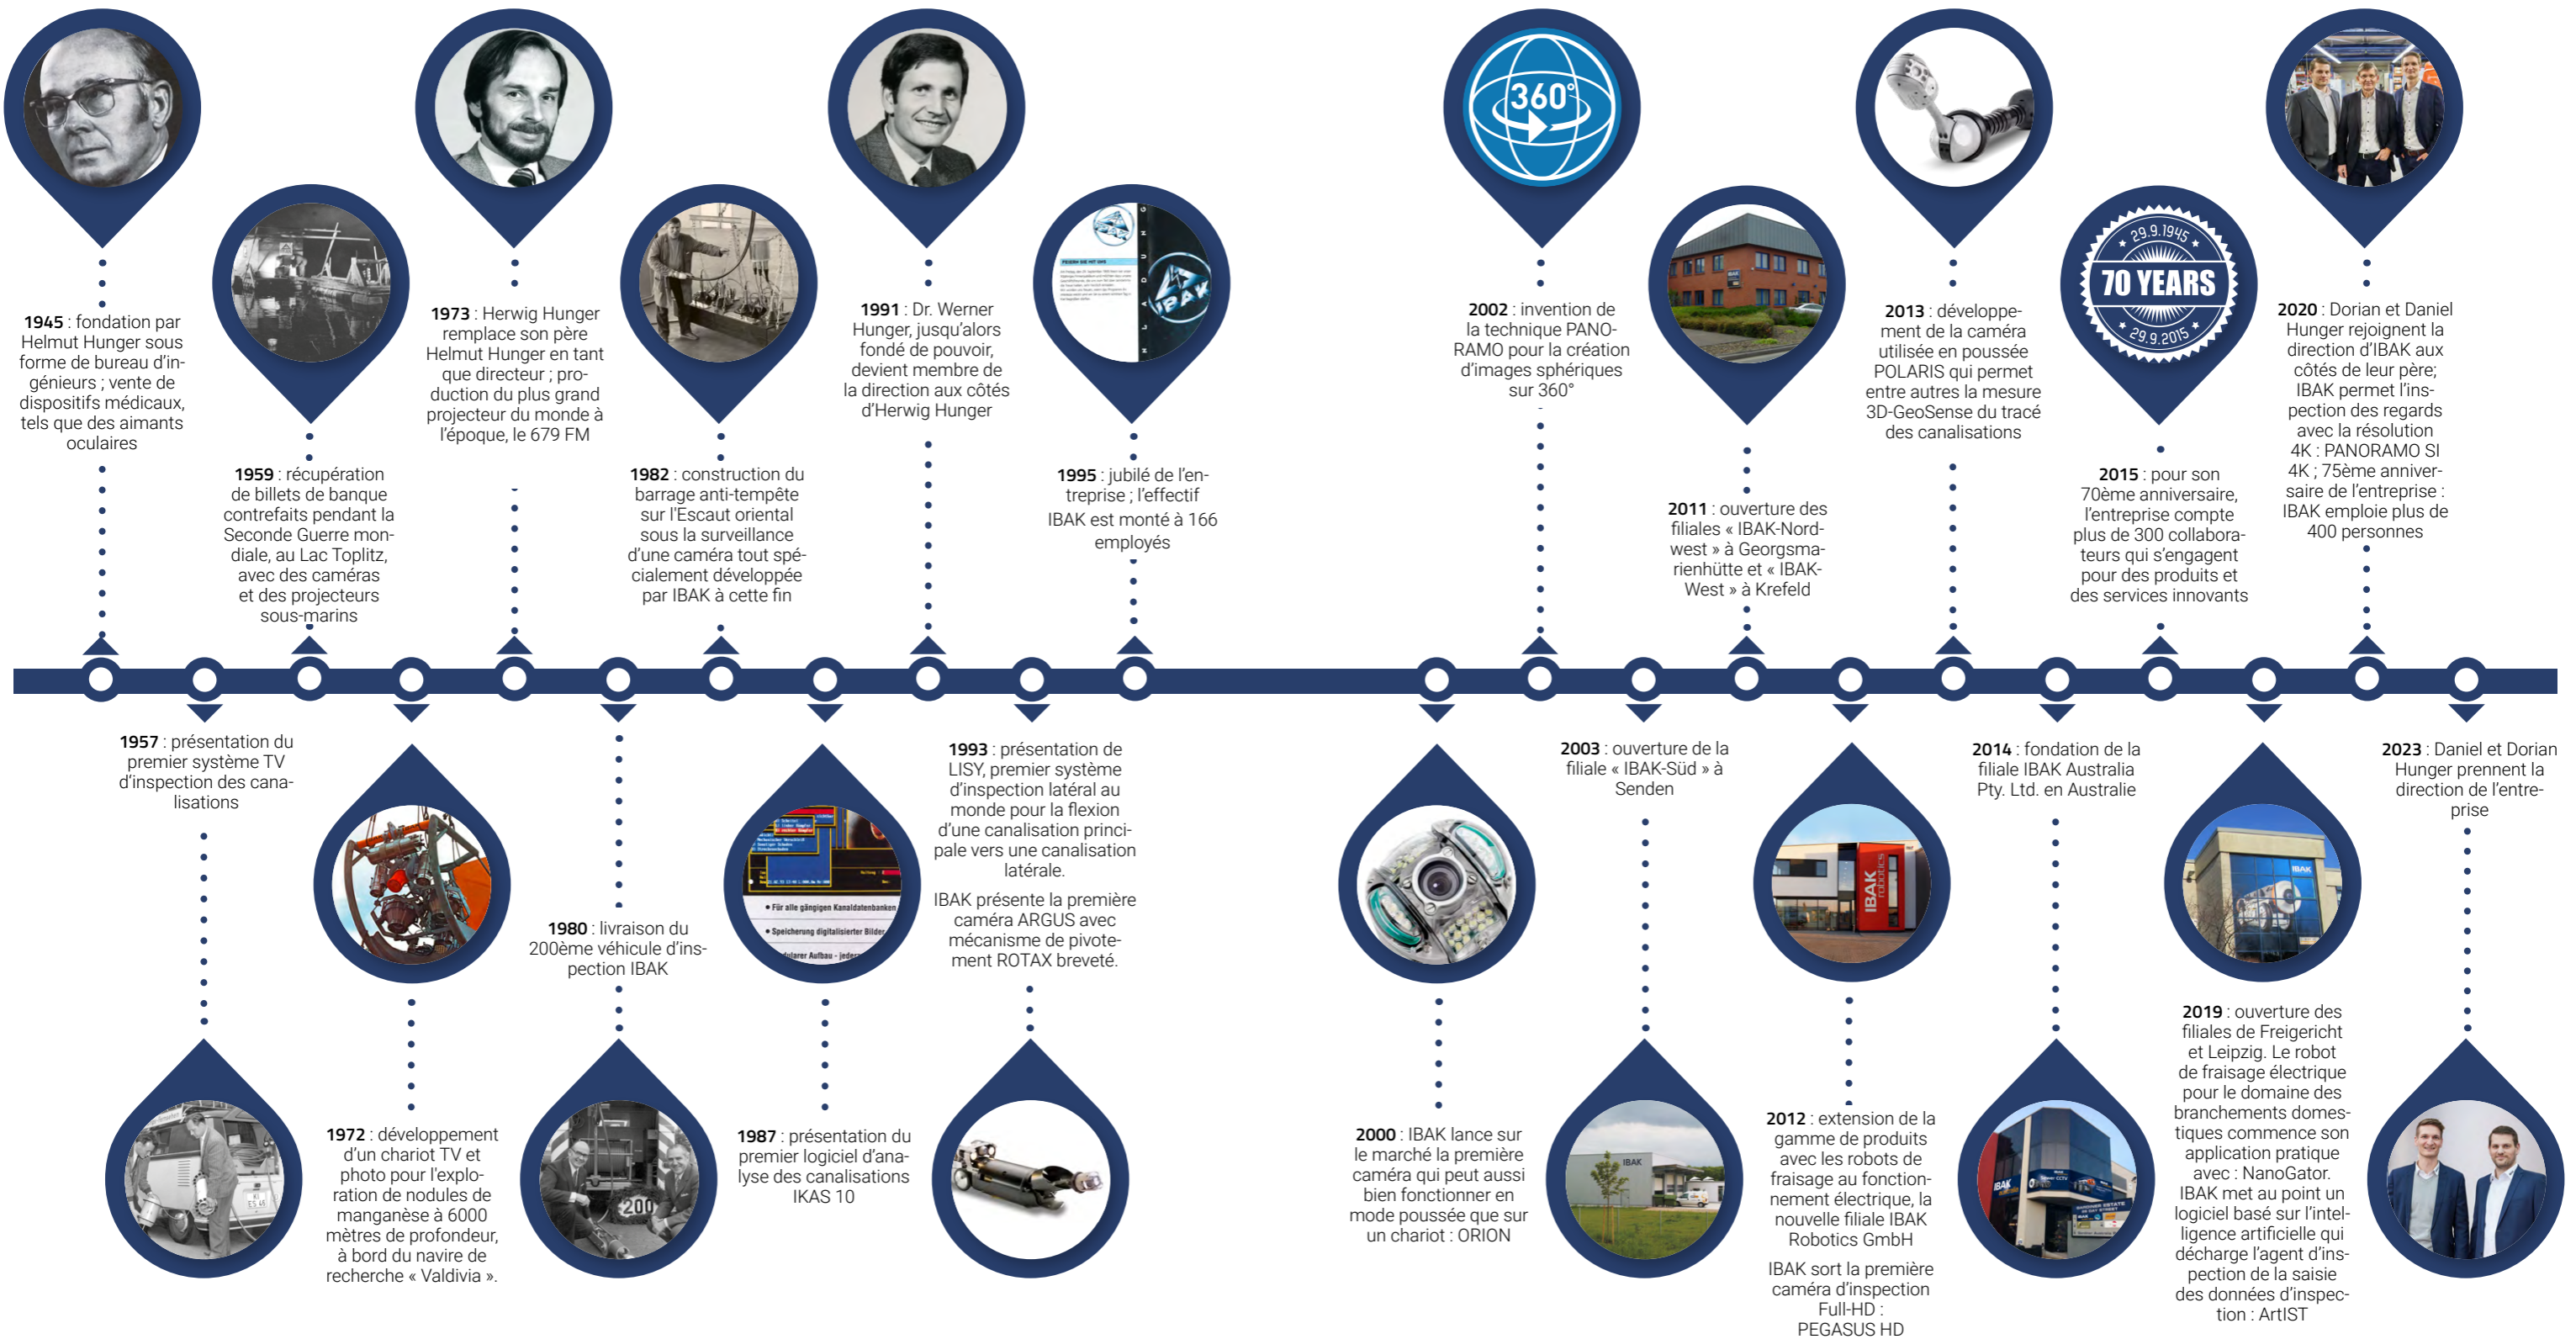 1945 : fondation par
Helmut Hunger sous
forme de bureau d'in-
génieurs ; vente de
dispositifs médicaux,
tels que des aimants
oculaires
1957 : présentation du
premier système TV
d'inspection des cana-
lisations
1959 : récupération
de billets de banque
contrefaits pendant la
Seconde Guerre mon-
diale, au Lac Toplitz,
avec des caméras
et des projecteurs
sous-marins
1972 : développement
d'un chariot TV et
photo pour l'explo-
ration de nodules de
manganèse à 6000
mètres de profondeur,
à bord du navire de
recherche « Valdivia ».
1973 : Herwig Hunger
remplace son père
Helmut Hunger en tant
que directeur ; pro-
duction du plus grand
projecteur du monde à
l'époque, le 679 FM
1980 : livraison du
200ème véhicule d'ins-
pection IBAK
200
1982 : construction du
barrage anti-tempête
sur l'Escaut oriental
sous la surveillance
d'une caméra tout spé-
cialement développée
par IBAK à cette fin
• Für alle gängigen Kanaldatenbanken
• Speicherung digitalisierter Bilder
Aufbau - jeder
1987 : présentation du
premier logiciel d'ana-
lyse des canalisations
IKAS 10
1991 : Dr. Werner
Hunger, jusqu'alors
fondé de pouvoir,
devient membre de
la direction aux côtés
d'Herwig Hunger
1993 : présentation de
LISY, premier système
d'inspection latéral au
monde pour la flexion
d'une canalisation princi-
pale vers une canalisation
latérale.
IBAK présente la première
caméra ARGUS avec
mécanisme de pivote-
ment ROTAX breveté.
FEIERN SIE MIT UNS
IBAK
1995 : jubilé de l'en-
treprise ; l'effectif
IBAK est monté à 166
employés
2000 : IBAK lance sur
le marché la première
caméra qui peut aussi
bien fonctionner en
mode poussée que sur
un chariot : ORION
360°
2002 : invention de
la technique PANO-
RAMO pour la création
d'images sphériques
sur 360°
2003 : ouverture de la
filiale « IBAK-Süd » à
Senden
IBAK
2011 : ouverture des
filiales « IBAK-Nord-
west » à Georgsma-
rienhütte et « IBAK-
West » à Krefeld
IBAK
robotics
2012 : extension de la
gamme de produits
avec les robots de
fraisage au fonction-
nement électrique, la
nouvelle filiale IBAK
Robotics GmbH
IBAK sort la première
caméra d'inspection
Full-HD :
PEGASUS HD
2013 : développe-
ment de la caméra
utilisée en poussée
POLARIS qui permet
entre autres la mesure
3D-GeoSense du tracé
des canalisations
2014 : fondation de la
filiale IBAK Australia
Pty. Ltd. en Australie
IBAK
29.9.1945
70 YEARS
29.9.2015
2015 : pour son
70ème anniversaire,
l'entreprise compte
plus de 300 collabora-
teurs qui s'engagent
pour des produits et
des services innovants
IBAK
2019 : ouverture des
filiales de Freigericht
et Leipzig. Le robot
de fraisage électrique
pour le domaine des
branchements domes-
tiques commence son
application pratique
avec : NanoGator.
IBAK met au point un
logiciel basé sur l'intel-
ligence artificielle qui
décharge l'agent d'ins-
pection de la saisie
des données d'inspec-
tion : ArtIST
2020 : Dorian et Daniel
Hunger rejoignent la
direction d'IBAK aux
côtés de leur père;
IBAK permet l'ins-
pection des regards
avec la résolution
4K : PANORAMO SI
4K ; 75ème anniver-
saire de l'entreprise :
IBAK emploie plus de
400 personnes
2023 : Daniel et Dorian
Hunger prennent la
direction de l'entre-
prise